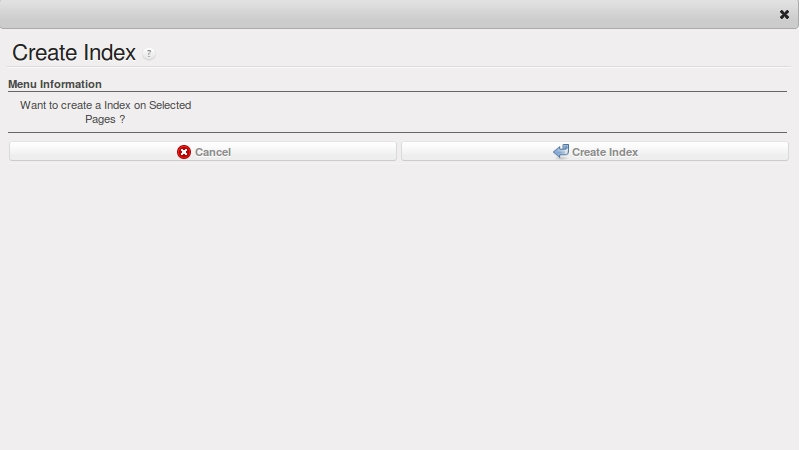 Create Index ?
Menu Information
Want to create a Index on Selected
Pages ?
Cancel
Create Index